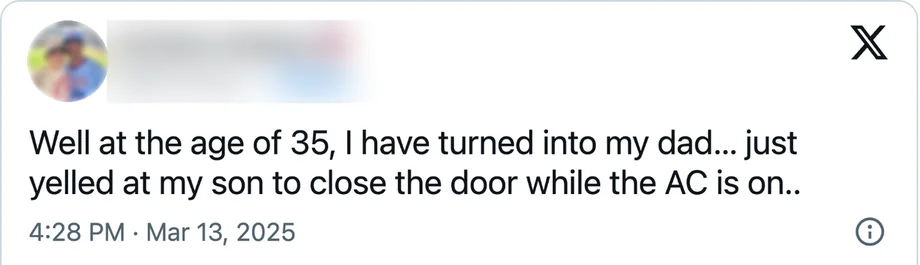 Well at the age of 35, I have turned into my dad... just
yelled at my son to close the door while the AC is on..
4:28 PM · Mar 13, 2025